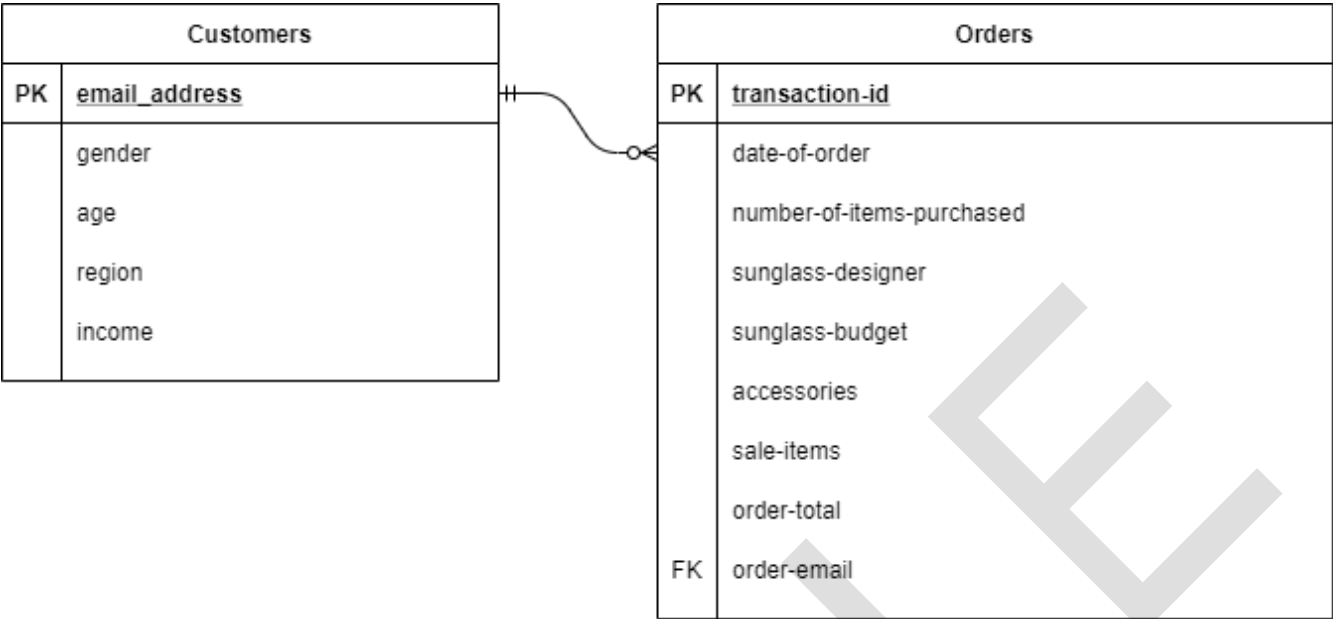 Customers
PK email_address
gender
age
region
income
Orders
PK transaction-id
date-of-order
number-of-items-purchased
sunglass-designer
sunglass-budget
accessories
sale-items
order-total
FK order-email